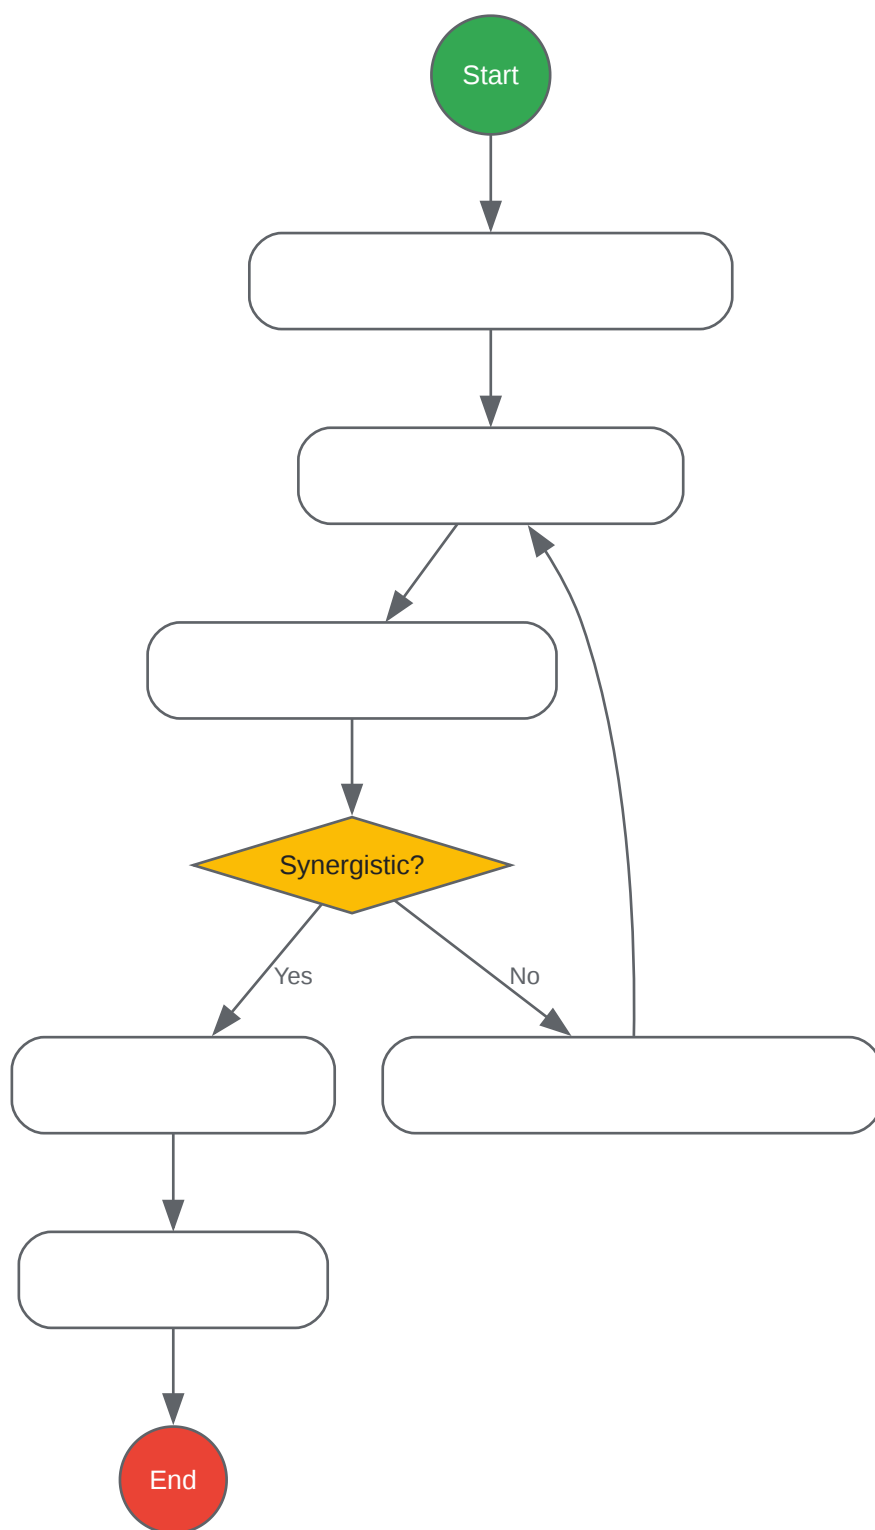 Start
Synergistic?
Yes
No
End